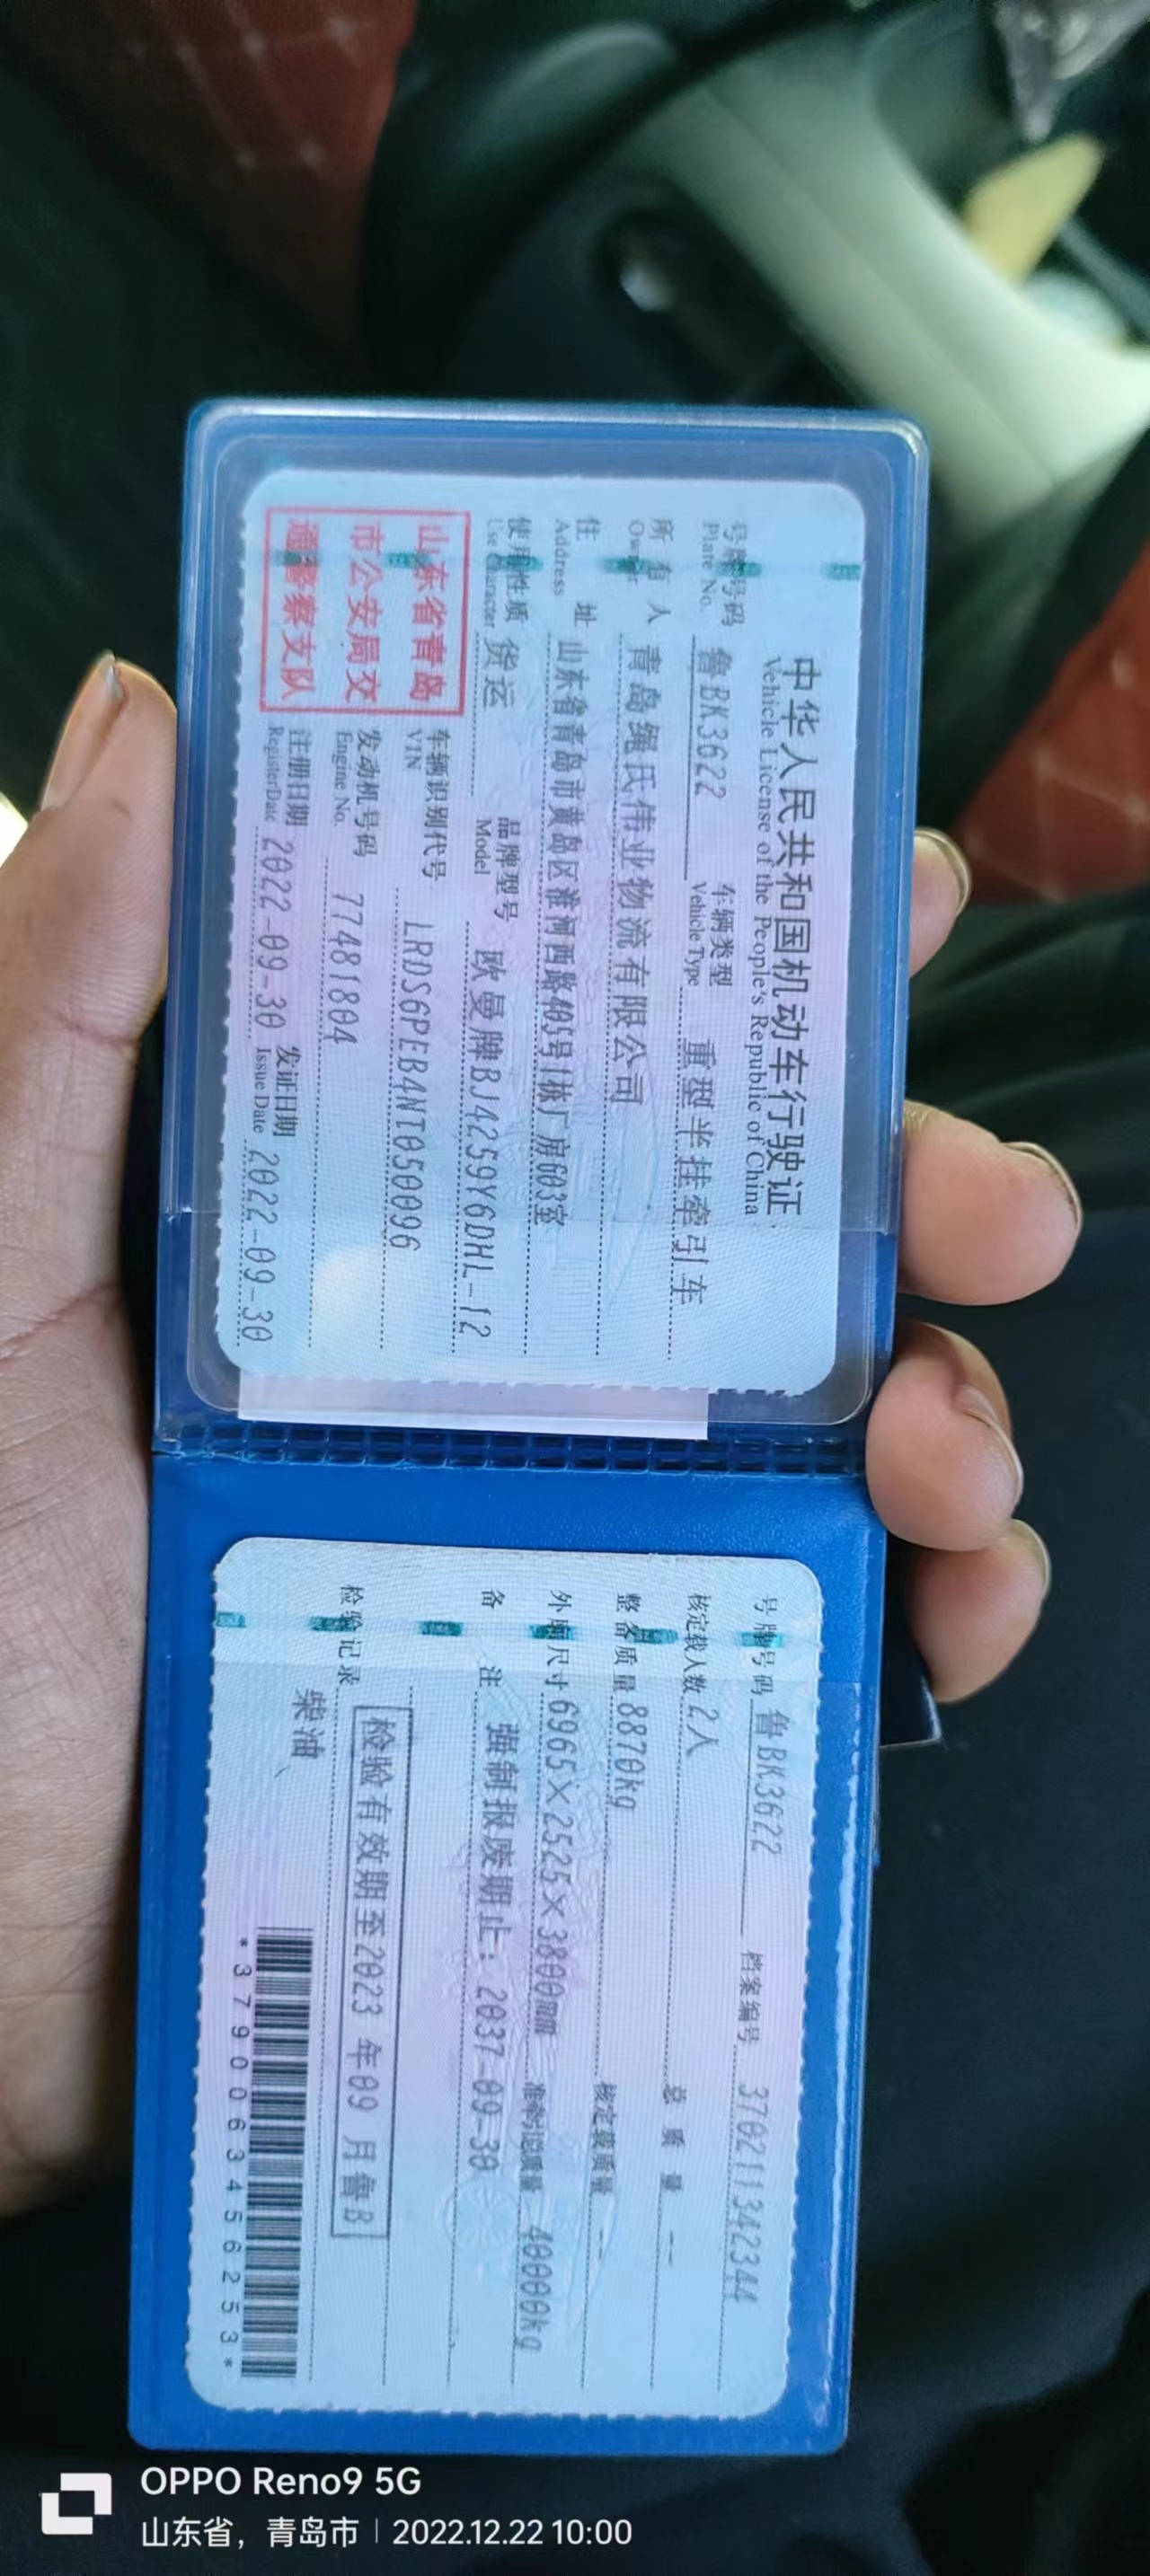 中华人民共和国机动车行驶证
Vehicle License of the People's Republic of China
号牌号码 鲁BK3622 车辆类型 重型半挂牵引车
Plate No. Vehicle Type
所有人 青岛绳氏伟业物流有限公司
Owner
住址 山东省青岛市黄岛区淮河西路405号1栋厂房603室
Address
使用性质 货运 品牌型号 欧曼牌BJ4259Y6DHL-12
Use Character Model
山东省青岛
市公安局交
通警察支队
车辆识别代号 LRDS6PEB4NT050096
VIN
发动机号码 77481804
Engine No.
注册日期 2022-09-30 发证日期 2022-09-30
Register Date Issue Date
号牌号码 鲁BK3622 档案编号 370211342344
核定载人数 2人 总质量 --
整备质量 8870kg 核定载质量 --
外廓尺寸 6965×2525×3800mm 准牵引总质量 40000kg
备注 强制报废期止：2037-09-30
检验记录 检验有效期至2023年09月鲁B
柴油
*3790063456253*
OPPO Reno9 5G
山东省，青岛市 | 2022.12.22 10:00